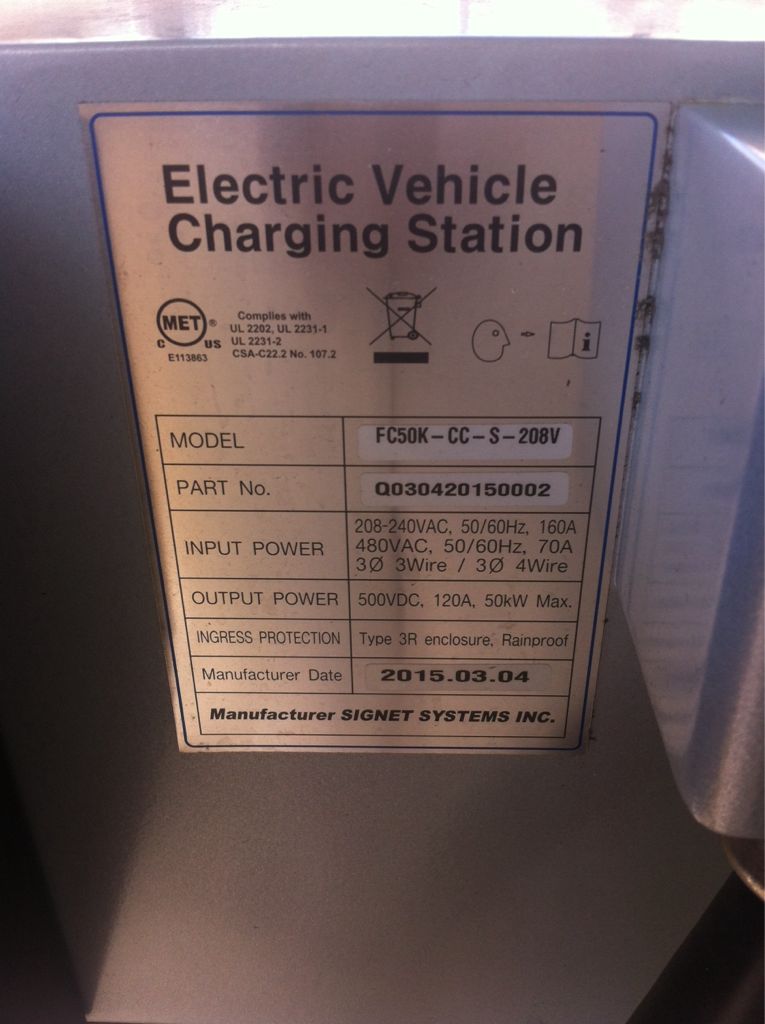 Electric Vehicle
Charging Station
MET ®
C US
E113863
Complies with
UL 2202, UL 2231-1
UL 2231-2
CSA-C22.2 No. 107.2
i
MODEL FC50K-CC-S-208V
PART No. Q030420150002
INPUT POWER 208-240VAC, 50/60Hz, 160A
480VAC, 50/60Hz, 70A
3Ø 3Wire / 3Ø 4Wire
OUTPUT POWER 500VDC, 120A, 50kW Max.
INGRESS PROTECTION Type 3R enclosure, Rainproof
Manufacturer Date 2015.03.04
Manufacturer SIGNET SYSTEMS INC.